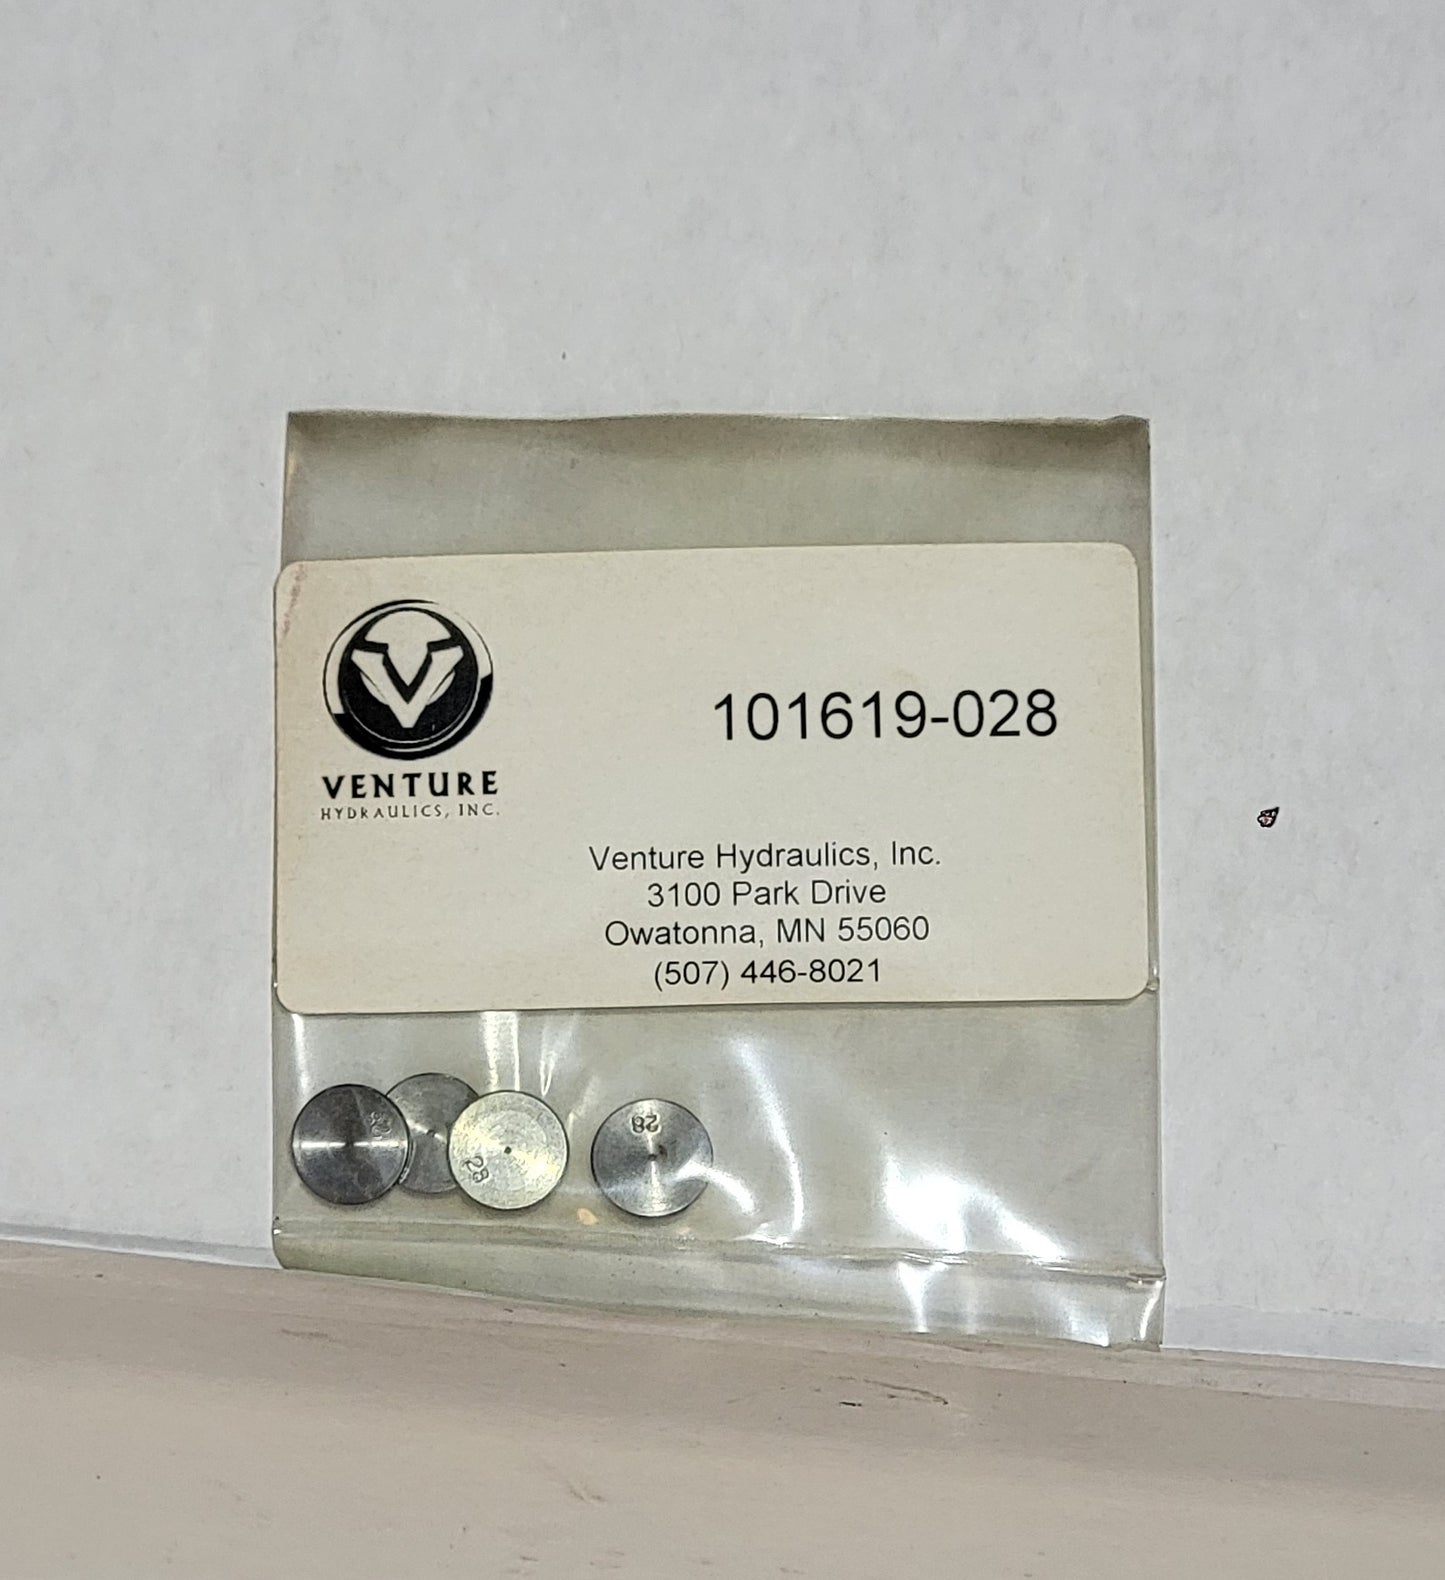 VENTURE
HYDRAULICS, INC.
101619-028
Venture Hydraulics, Inc.
3100 Park Drive
Owatonna, MN 55060
(507) 446-8021
28
28